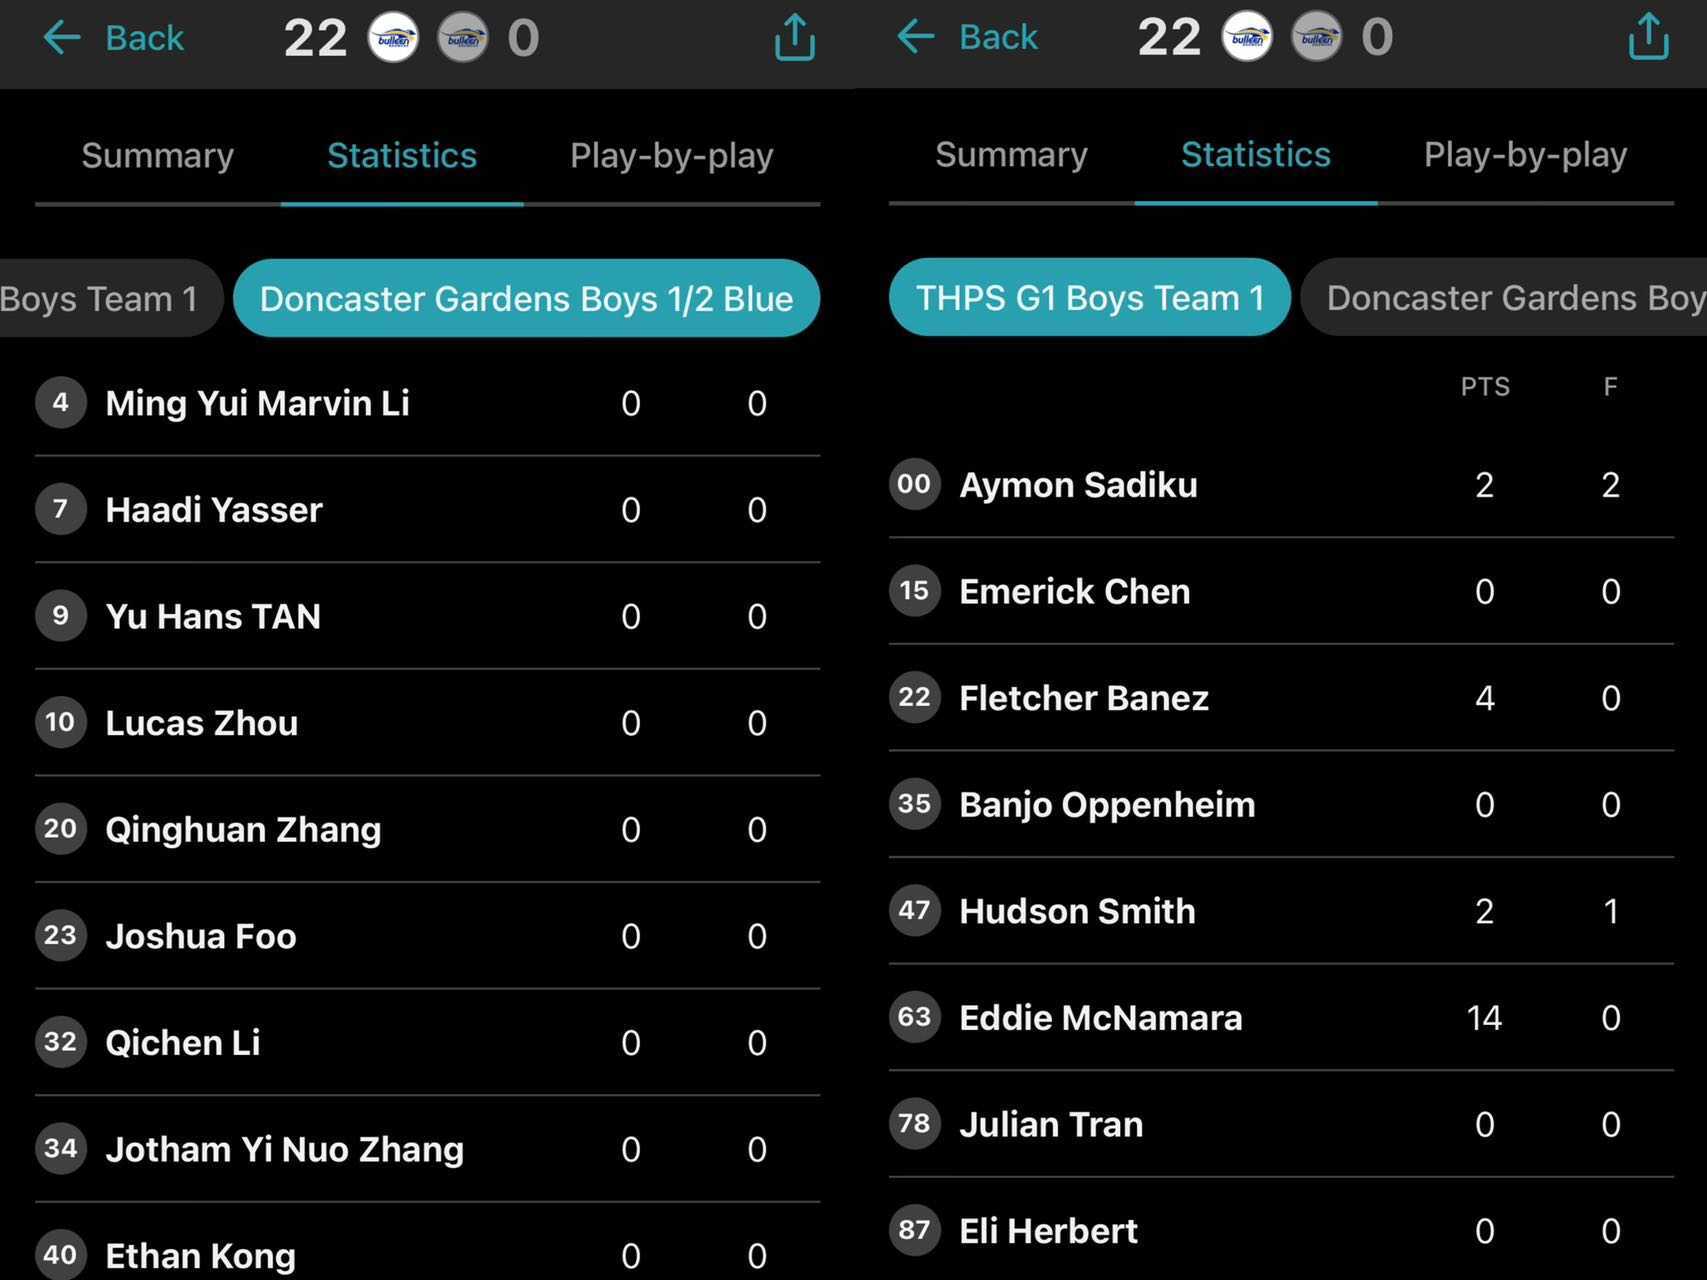 Back 22 bulleen bulleen 0
Summary Statistics Play-by-play
Boys Team 1 Doncaster Gardens Boys 1/2 Blue
4 Ming Yui Marvin Li 0 0
7 Haadi Yasser 0 0
9 Yu Hans TAN 0 0
10 Lucas Zhou 0 0
20 Qinghuan Zhang 0 0
23 Joshua Foo 0 0
32 Qichen Li 0 0
34 Jotham Yi Nuo Zhang 0 0
40 Ethan Kong 0 0
Back 22 bulleen bulleen 0
Summary Statistics Play-by-play
THPS G1 Boys Team 1 Doncaster Gardens Boy
PTS F
00 Aymon Sadiku 2 2
15 Emerick Chen 0 0
22 Fletcher Banez 4 0
35 Banjo Oppenheim 0 0
47 Hudson Smith 2 1
63 Eddie McNamara 14 0
78 Julian Tran 0 0
87 Eli Herbert 0 0